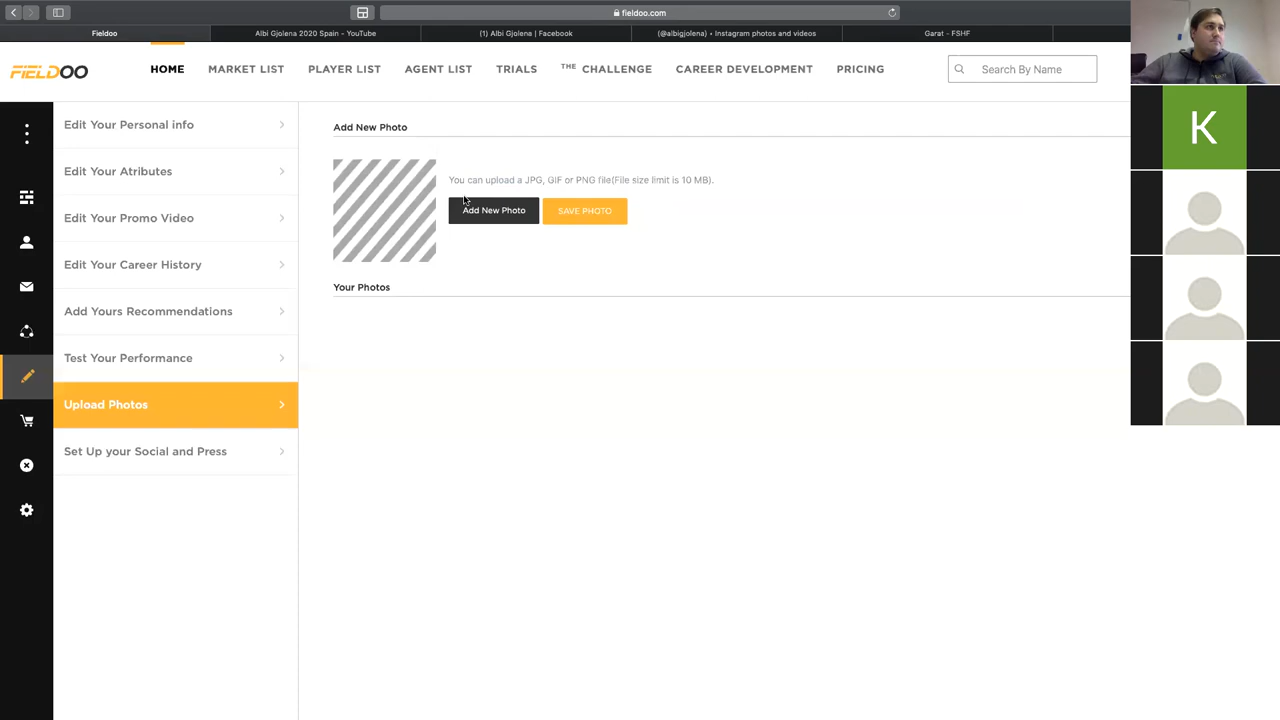 fieldoo.com
Fieldoo
Albi Gjolena 2020 Spain - YouTube
(1) Albi Gjolena | Facebook
(@albigjolena) • Instagram photos and videos
Garat - FSHF
FIELDOO
HOME
MARKET LIST
PLAYER LIST
AGENT LIST
TRIALS
THE CHALLENGE
CAREER DEVELOPMENT
PRICING
Search By Name
K
Edit Your Personal info
Edit Your Atributes
Edit Your Promo Video
Edit Your Career History
Add Yours Recommendations
Test Your Performance
Upload Photos
Set Up your Social and Press
Add New Photo
You can upload a JPG, GIF or PNG file(File size limit is 10 MB).
Add New Photo
SAVE PHOTO
Your Photos